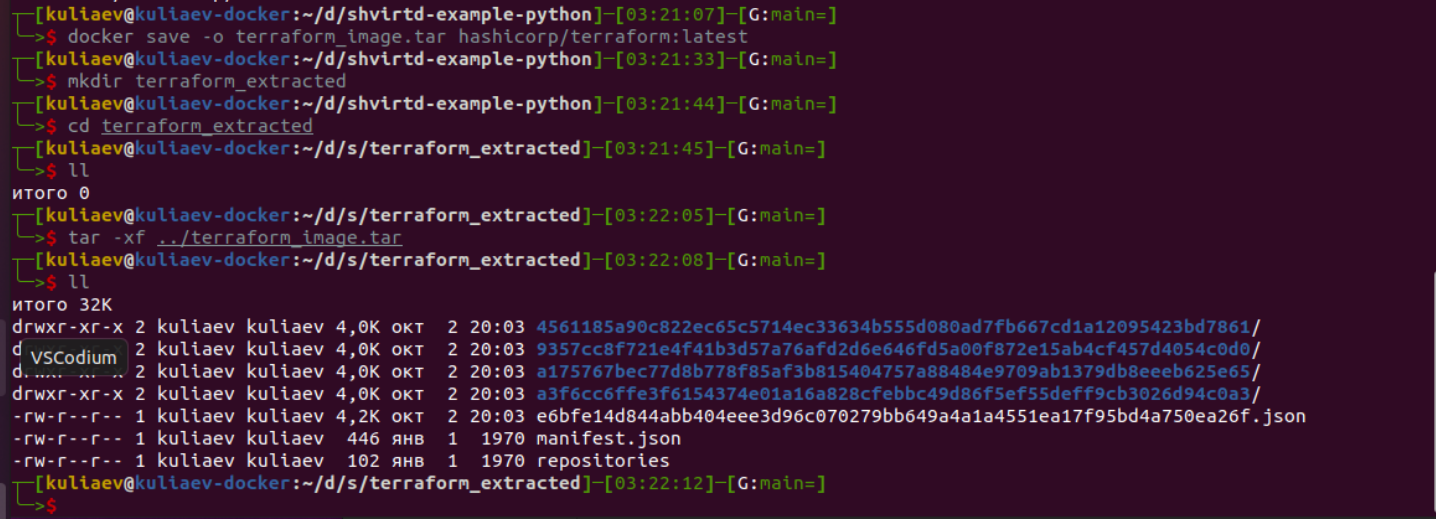 [kuliaev@kuliaev-docker:~/d/shvirtd-example-python]─[03:21:07]─[G:main=]
└─>$ docker save -o terraform_image.tar hashicorp/terraform:latest
┬─[kuliaev@kuliaev-docker:~/d/shvirtd-example-python]─[03:21:33]─[G:main=]
╰─>$ mkdir terraform_extracted
┬─[kuliaev@kuliaev-docker:~/d/shvirtd-example-python]─[03:21:44]─[G:main=]
╰─>$ cd terraform_extracted
┬─[kuliaev@kuliaev-docker:~/d/s/terraform_extracted]─[03:21:45]─[G:main=]
╰─>$ ll
итого 0
┬─[kuliaev@kuliaev-docker:~/d/s/terraform_extracted]─[03:22:05]─[G:main=]
╰─>$ tar -xf ../terraform_image.tar
┬─[kuliaev@kuliaev-docker:~/d/s/terraform_extracted]─[03:22:08]─[G:main=]
╰─>$ ll
итого 32K
drwxr-xr-x 2 kuliaev kuliaev 4,0K окт  2 20:03 4561185a90c822ec65c5714ec33634b555d080ad7fb667cd1a12095423bd7861/
VSCodium 2 kuliaev kuliaev 4,0K окт  2 20:03 9357cc8f721e4f41b3d57a76afd2d6e646fd5a00f872e15ab4cf457d4054c0d0/
2 kuliaev kuliaev 4,0K окт  2 20:03 a175767bec77d8b778f85af3b815404757a88484e9709ab1379db8eeeb625e65/
drwxr-xr-x 2 kuliaev kuliaev 4,0K окт  2 20:03 a3f6cc6ffe3f6154374e01a16a828cfebbc49d86f5ef55deff9cb3026d94c0a3/
-rw-r--r-- 1 kuliaev kuliaev 4,2K окт  2 20:03 e6bfe14d844abb404eee3d96c070279bb649a4a1a4551ea17f95bd4a750ea26f.json
-rw-r--r-- 1 kuliaev kuliaev  446 янв  1  1970 manifest.json
-rw-r--r-- 1 kuliaev kuliaev  102 янв  1  1970 repositories
┬─[kuliaev@kuliaev-docker:~/d/s/terraform_extracted]─[03:22:12]─[G:main=]
╰─>$